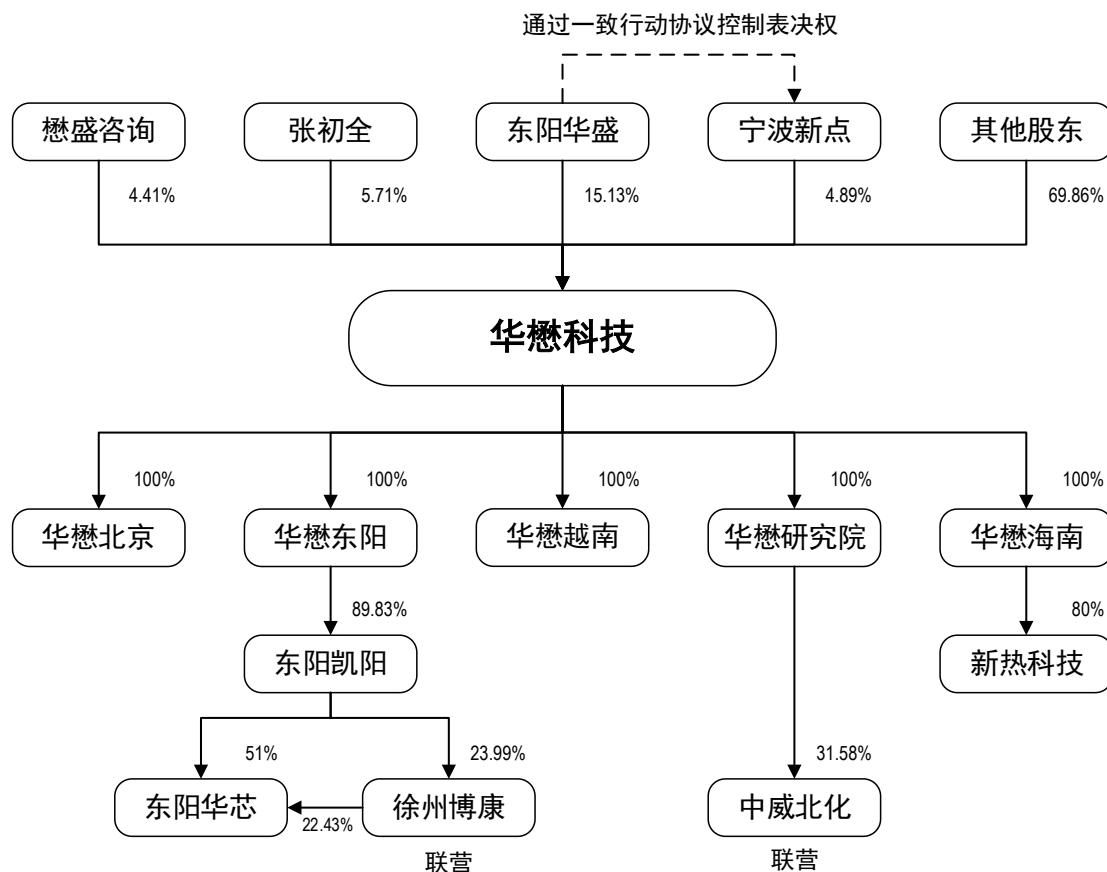 通过一致行动协议控制表决权
懋盛咨询
张初全
东阳华盛
宁波新点
其他股东
4.41%
5.71%
15.13%
4.89%
69.86%
华懋科技
100%
100%
100%
100%
100%
华懋北京
华懋东阳
华懋越南
华懋研究院
华懋海南
89.83%
80%
东阳凯阳
新热科技
51%
23.99%
31.58%
东阳华芯
22.43%
徐州博康
中威北化
联营
联营